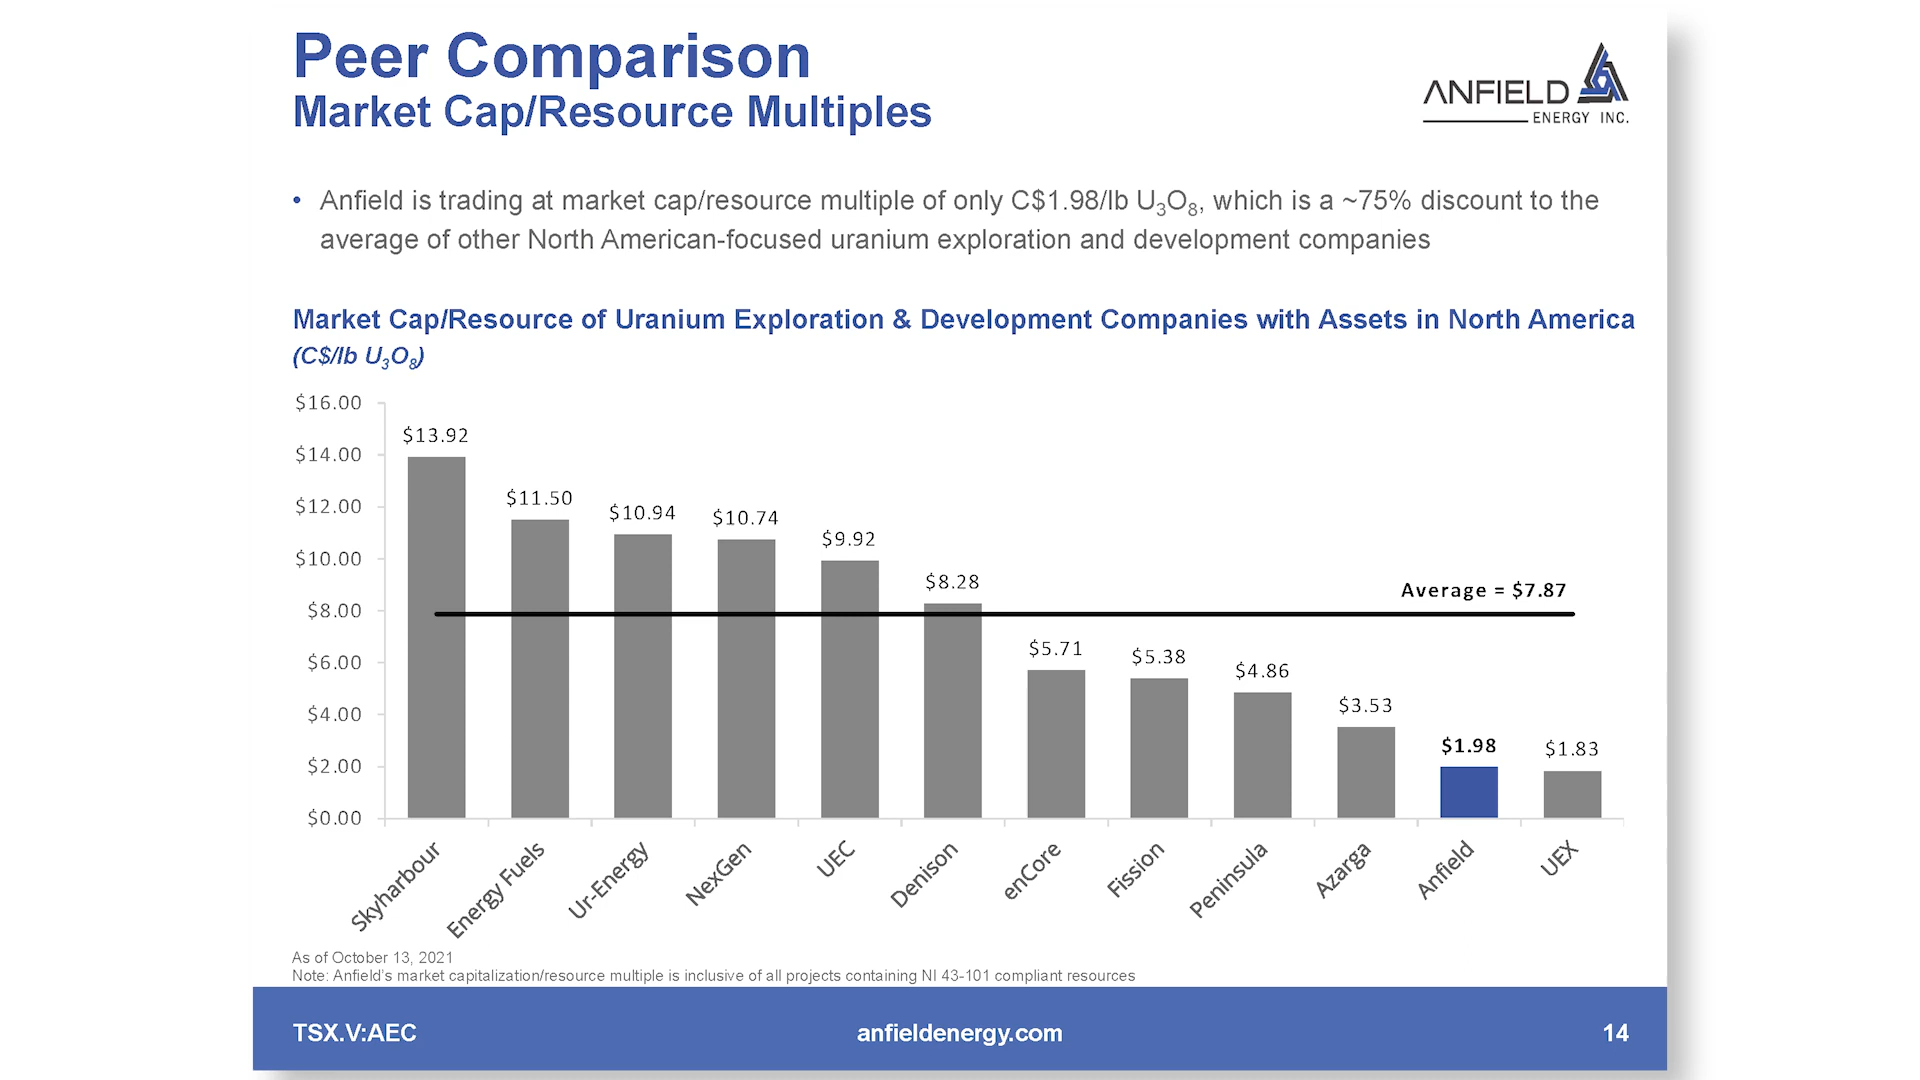 Peer Comparison
Market Cap/Resource Multiples
ANFIELD
ENERGY INC.
• Anfield is trading at market cap/resource multiple of only C$1.98/lb U3O8, which is a ~75% discount to the
average of other North American-focused uranium exploration and development companies
Market Cap/Resource of Uranium Exploration & Development Companies with Assets in North America
(C$/lb U3O8)
$16.00
$14.00
$12.00
$10.00
$8.00
$6.00
$4.00
$2.00
$0.00
$13.92
$11.50
$10.94
$10.74
$9.92
$8.28
$5.71
$5.38
$4.86
$3.53
$1.98
$1.83
Average = $7.87
Skyharbour
Energy Fuels
Ur-Energy
NexGen
UEC
Denison
enCore
Fission
Peninsula
Azarga
Anfield
UEX
As of October 13, 2021
Note: Anfield's market capitalization/resource multiple is inclusive of all projects containing NI 43-101 compliant resources
TSX.V:AEC
anfieldenergy.com
14